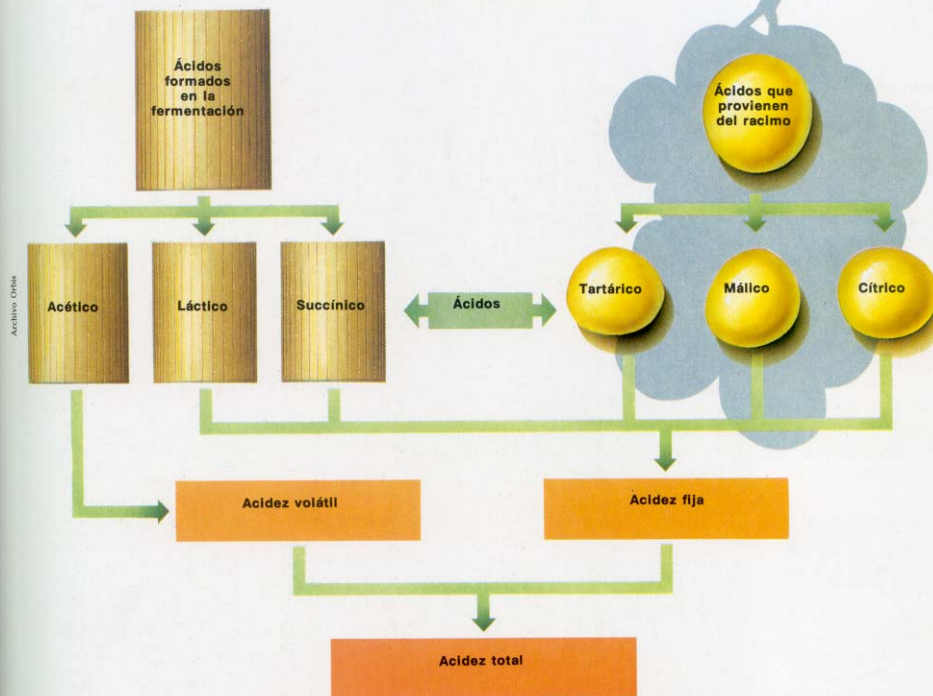 Ácidos
formados
en la
fermentación
Ácidos que
provienen
del racimo
Acético
Láctico
Succínico
Ácidos
Tartárico
Málico
Cítrico
Archivo Orbis
Acidez volátil
Acidez fija
Acidez total